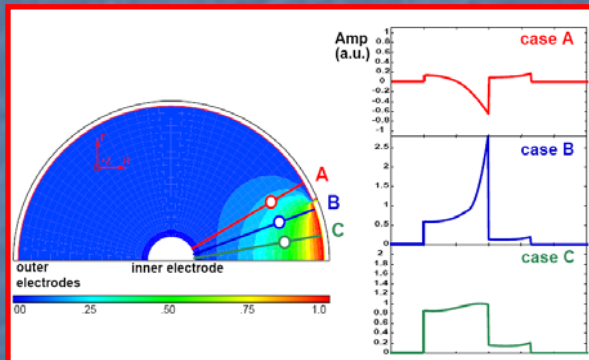 Amp
(a.u.)
case A
1
0.8
0.6
0.4
0.2
0
-0.2
-0.4
-0.6
-0.8
-1
A
B
C
case B
2.5
2
1.5
1
0.5
0
case C
2
1.8
1.6
1.4
1.2
1
0.8
0.6
0.4
0.2
0
outer
electrodes
inner electrode
00 .25 .50 .75 1.0